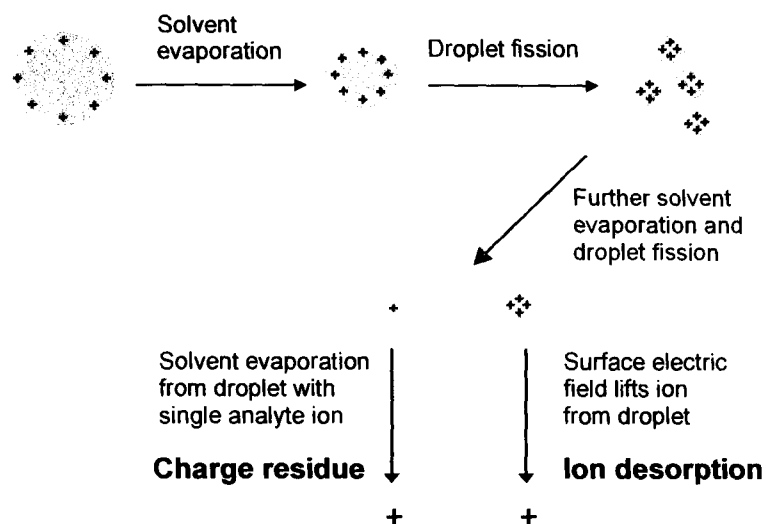 Solvent
evaporation
Droplet fission
Further solvent
evaporation and
droplet fission
Solvent evaporation
from droplet with
single analyte ion
Surface electric
field lifts ion
from droplet
Charge residue
Ion desorption